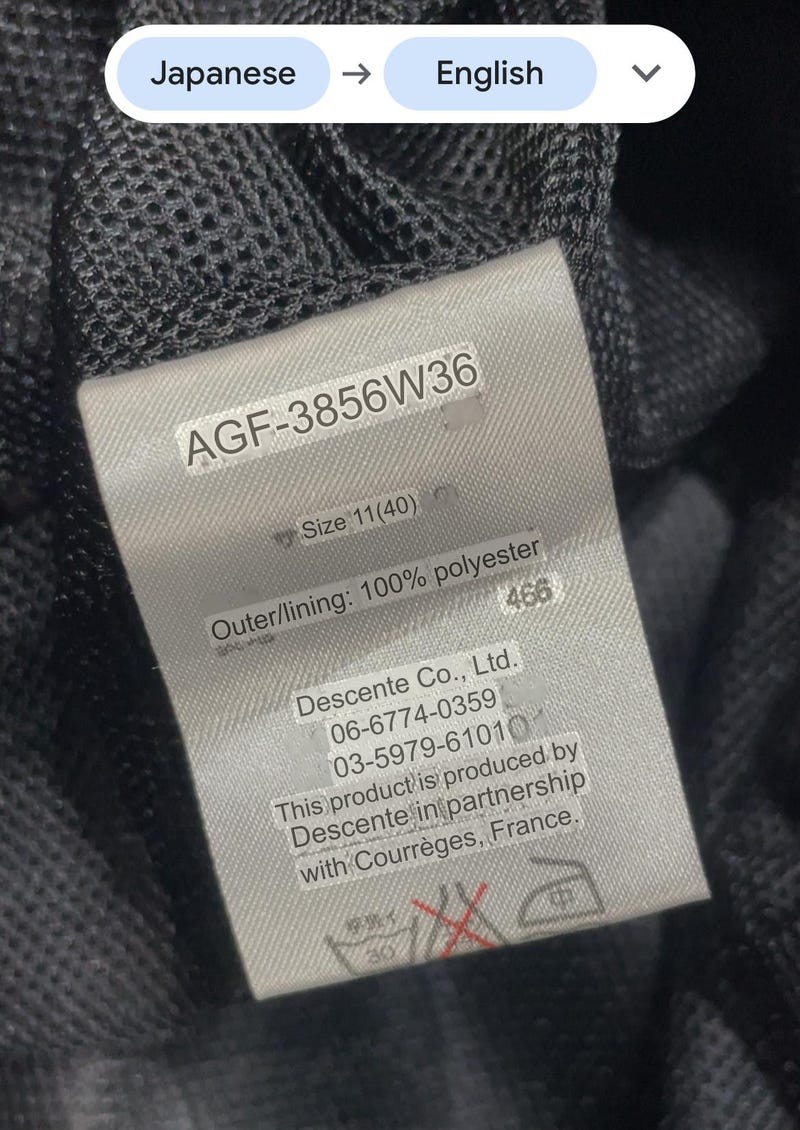 Japanese → English
AGF-3856W36
Size 11(40)
Outer/lining: 100% polyester
466
Descente Co., Ltd.
06-6774-0359
03-5979-6101
This product is produced by
Descente in partnership
with Courrèges, France.
中
30